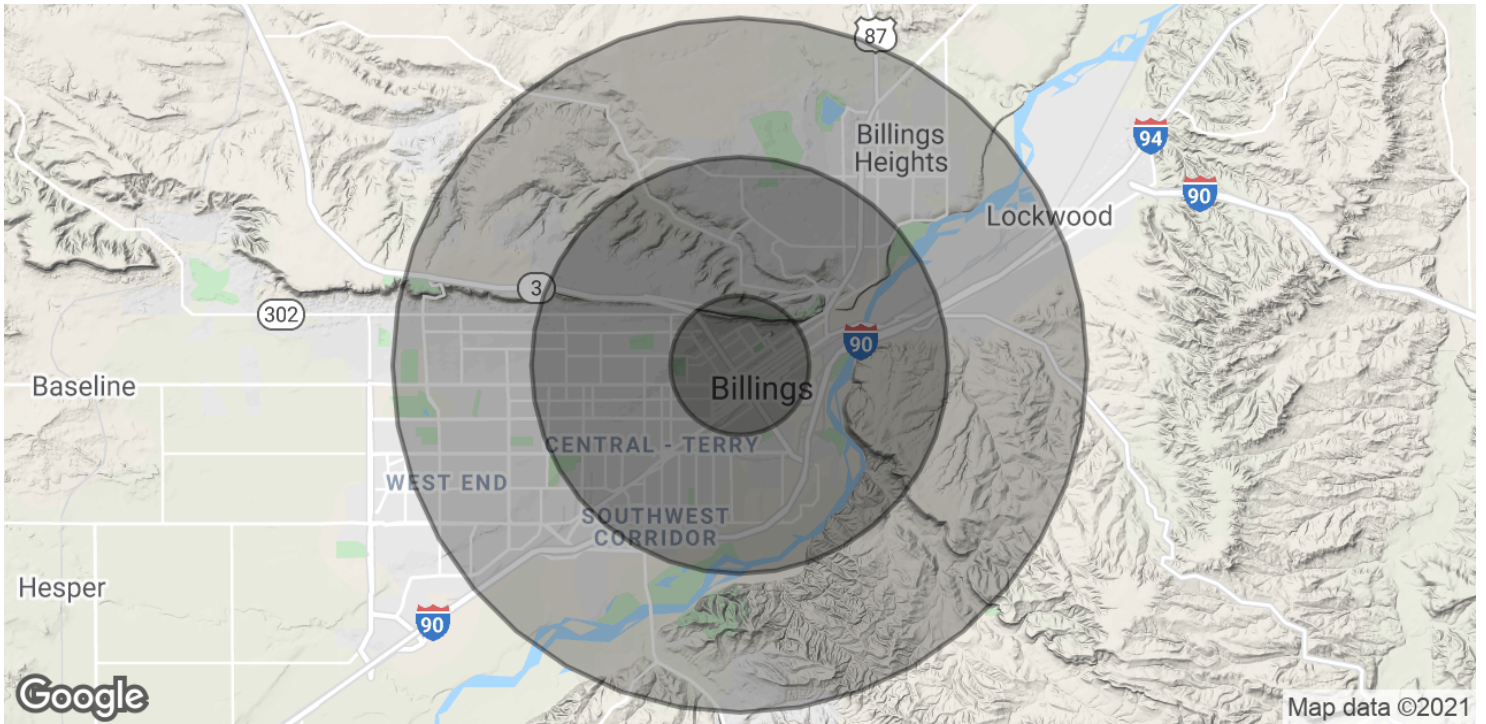 87
Billings
Heights
94
90
Lockwood
3
302
90
Baseline
Billings
CENTRAL - TERRY
WEST END
SOUTHWEST
CORRIDOR
Hesper
90
Google
Map data ©2021